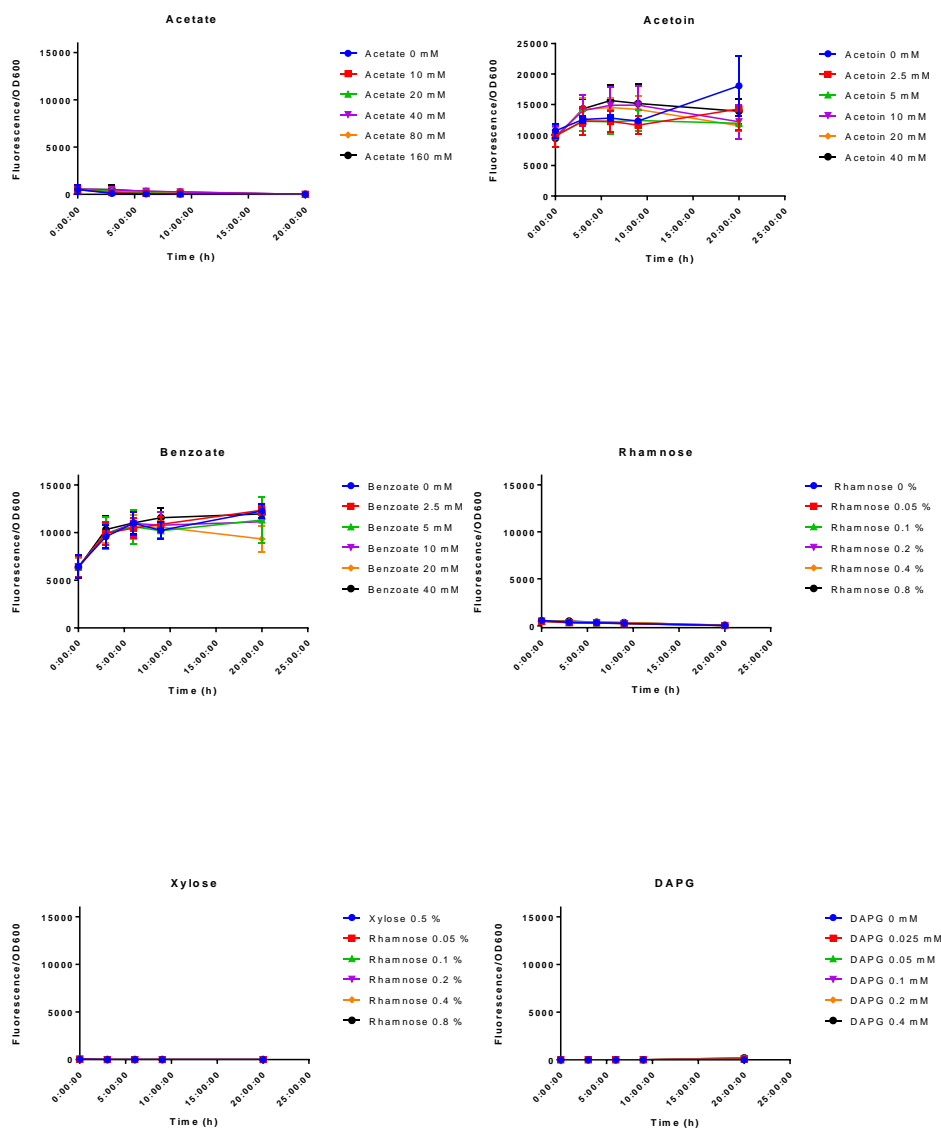 Acetate
Fluorescence/OD600
15000
10000
5000
0
0:00:00
5:00:00
10:00:00
15:00:00
20:00:00
Time (h)
Acetate 0 mM
Acetate 10 mM
Acetate 20 mM
Acetate 40 mM
Acetate 80 mM
Acetate 160 mM
Acetoin
Fluorescence/OD600
25000
20000
15000
10000
5000
0
0:00:00
5:00:00
10:00:00
15:00:00
20:00:00
25:00:00
Time (h)
Acetoin 0 mM
Acetoin 2.5 mM
Acetoin 5 mM
Acetoin 10 mM
Acetoin 20 mM
Acetoin 40 mM
Benzoate
Fluorescence/OD600
15000
10000
5000
0
0:00:00
5:00:00
10:00:00
15:00:00
20:00:00
25:00:00
Time (h)
Benzoate 0 mM
Benzoate 2.5 mM
Benzoate 5 mM
Benzoate 10 mM
Benzoate 20 mM
Benzoate 40 mM
Rhamnose
Fluorescence/OD600
15000
10000
5000
0
0:00:00
5:00:00
10:00:00
15:00:00
20:00:00
25:00:00
Time (h)
Rhamnose 0 %
Rhamnose 0.05 %
Rhamnose 0.1 %
Rhamnose 0.2 %
Rhamnose 0.4 %
Rhamnose 0.8 %
Xylose
Fluorescence/OD600
15000
10000
5000
0
0:00:00
5:00:00
10:00:00
15:00:00
20:00:00
25:00:00
Time (h)
Xylose 0.5 %
Rhamnose 0.05 %
Rhamnose 0.1 %
Rhamnose 0.2 %
Rhamnose 0.4 %
Rhamnose 0.8 %
DAPG
Fluorescence/OD600
15000
10000
5000
0
0:00:00
5:00:00
10:00:00
15:00:00
20:00:00
25:00:00
Time (h)
DAPG 0 mM
DAPG 0.025 mM
DAPG 0.05 mM
DAPG 0.1 mM
DAPG 0.2 mM
DAPG 0.4 mM